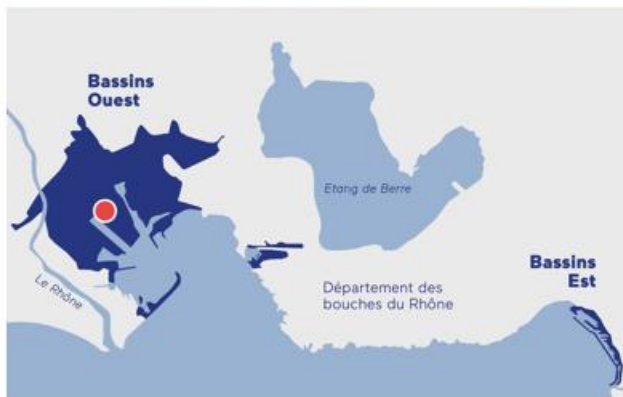 Bassins
Ouest
Etang de Berre
Le Rhône
Département des
bouches du Rhône
Bassins
Est